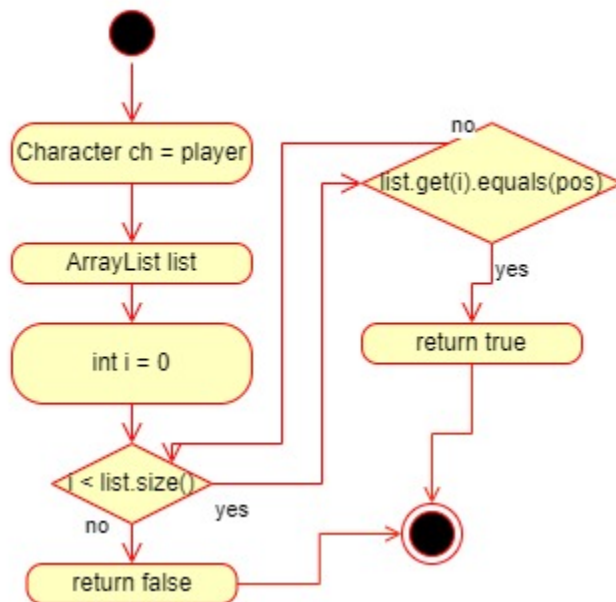 Character ch = player
ArrayList list
int i = 0
i < list.size()
yes
no
return false
no
list.get(i).equals(pos)
yes
return true